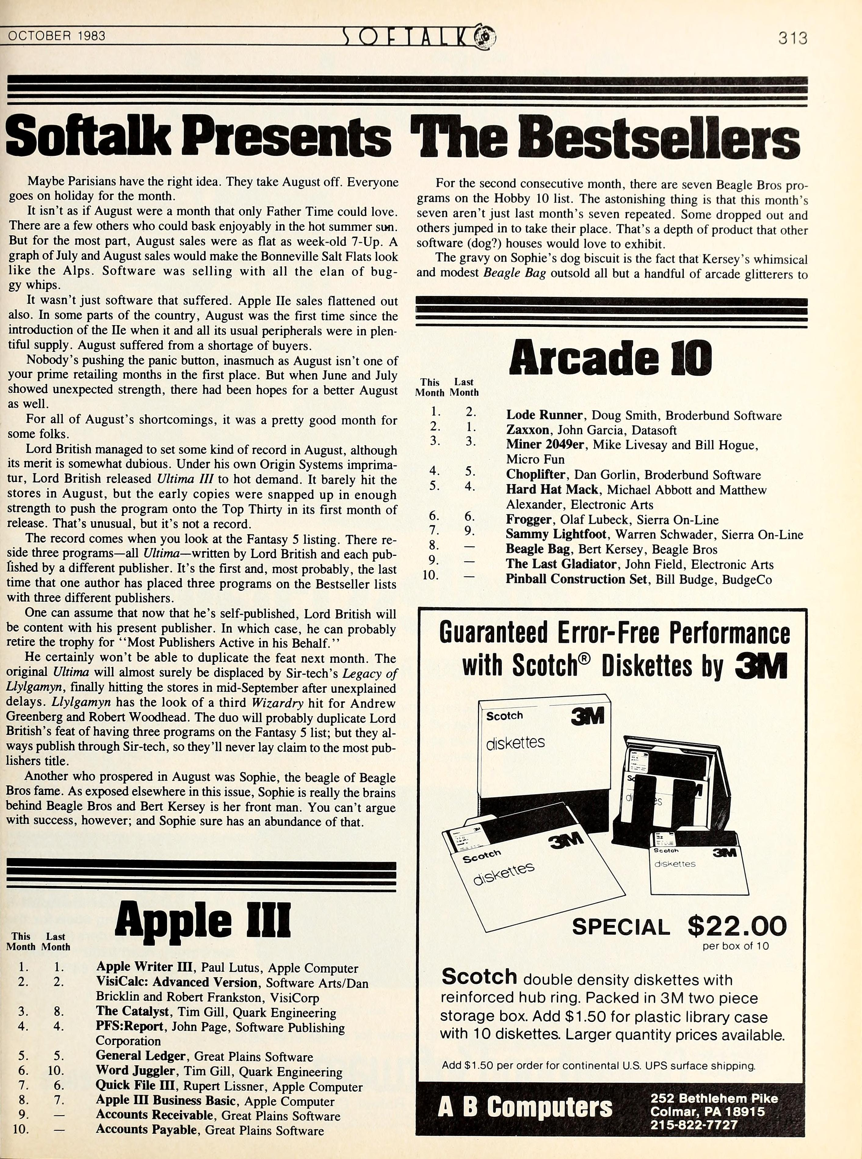 OCTOBER 1983
SOFTALK
313
Softalk Presents The Bestsellers
Maybe Parisians have the right idea. They take August off. Everyone
goes on holiday for the month.
It isn't as if August were a month that only Father Time could love.
There are a few others who could bask enjoyably in the hot summer sun.
But for the most part, August sales were as flat as week-old 7-Up. A
graph of July and August sales would make the Bonneville Salt Flats look
like the Alps. Software was selling with all the elan of bug-
gy whips.
It wasn't just software that suffered. Apple IIe sales flattened out
also. In some parts of the country, August was the first time since the
introduction of the IIe when it and all its usual peripherals were in plen-
tiful supply. August suffered from a shortage of buyers.
Nobody's pushing the panic button, inasmuch as August isn't one of
your prime retailing months in the first place. But when June and July
showed unexpected strength, there had been hopes for a better August
as well.
For all of August's shortcomings, it was a pretty good month for
some folks.
Lord British managed to set some kind of record in August, although
its merit is somewhat dubious. Under his own Origin Systems imprima-
tur, Lord British released Ultima III to hot demand. It barely hit the
stores in August, but the early copies were snapped up in enough
strength to push the program onto the Top Thirty in its first month of
release. That's unusual, but it's not a record.
The record comes when you look at the Fantasy 5 listing. There re-
side three programs—all Ultima—written by Lord British and each pub-
lished by a different publisher. It's the first and, most probably, the last
time that one author has placed three programs on the Bestseller lists
with three different publishers.
One can assume that now that he's self-published, Lord British will
be content with his present publisher. In which case, he can probably
retire the trophy for "Most Publishers Active in his Behalf."
He certainly won't be able to duplicate the feat next month. The
original Ultima will almost surely be displaced by Sir-tech's Legacy of
Llylgamyn, finally hitting the stores in mid-September after unexplained
delays. Llylgamyn has the look of a third Wizardry hit for Andrew
Greenberg and Robert Woodhead. The duo will probably duplicate Lord
British's feat of having three programs on the Fantasy 5 list; but they al-
ways publish through Sir-tech, so they'll never lay claim to the most pub-
lishers title.
Another who prospered in August was Sophie, the beagle of Beagle
Bros fame. As exposed elsewhere in this issue, Sophie is really the brains
behind Beagle Bros and Bert Kersey is her front man. You can't argue
with success, however; and Sophie sure has an abundance of that.
For the second consecutive month, there are seven Beagle Bros pro-
grams on the Hobby 10 list. The astonishing thing is that this month's
seven aren't just last month's seven repeated. Some dropped out and
others jumped in to take their place. That's a depth of product that other
software (dog?) houses would love to exhibit.
The gravy on Sophie's dog biscuit is the fact that Kersey's whimsical
and modest Beagle Bag outsold all but a handful of arcade glitterers to
Apple III
This Last
Month Month
1. 1. Apple Writer III, Paul Lutus, Apple Computer
2. 2. VisiCalc: Advanced Version, Software Arts/Dan
Bricklin and Robert Frankston, VisiCorp
3. 8. The Catalyst, Tim Gill, Quark Engineering
4. 4. PFS:Report, John Page, Software Publishing
Corporation
5. 5. General Ledger, Great Plains Software
6. 10. Word Juggler, Tim Gill, Quark Engineering
7. 6. Quick File III, Rupert Lissner, Apple Computer
8. 7. Apple III Business Basic, Apple Computer
9. — Accounts Receivable, Great Plains Software
10. — Accounts Payable, Great Plains Software
Arcade 10
This Last
Month Month
1. 2. Lode Runner, Doug Smith, Broderbund Software
2. 1. Zaxxon, John Garcia, Datasoft
3. 3. Miner 2049er, Mike Livesay and Bill Hogue,
Micro Fun
4. 5. Choplifter, Dan Gorlin, Broderbund Software
5. 4. Hard Hat Mack, Michael Abbott and Matthew
Alexander, Electronic Arts
6. 6. Frogger, Olaf Lubeck, Sierra On-Line
7. 9. Sammy Lightfoot, Warren Schwader, Sierra On-Line
8. — Beagle Bag, Bert Kersey, Beagle Bros
9. — The Last Gladiator, John Field, Electronic Arts
10. — Pinball Construction Set, Bill Budge, BudgeCo
Guaranteed Error-Free Performance
with Scotch® Diskettes by 3M
Scotch 3M
diskettes
Scotch 3M
diskettes
Scotch 3M
diskettes
SPECIAL $22.00
per box of 10
Scotch double density diskettes with
reinforced hub ring. Packed in 3M two piece
storage box. Add $1.50 for plastic library case
with 10 diskettes. Larger quantity prices available.
Add $1.50 per order for continental U.S. UPS surface shipping.
A B Computers
252 Bethlehem Pike
Colmar, PA 18915
215-822-7727